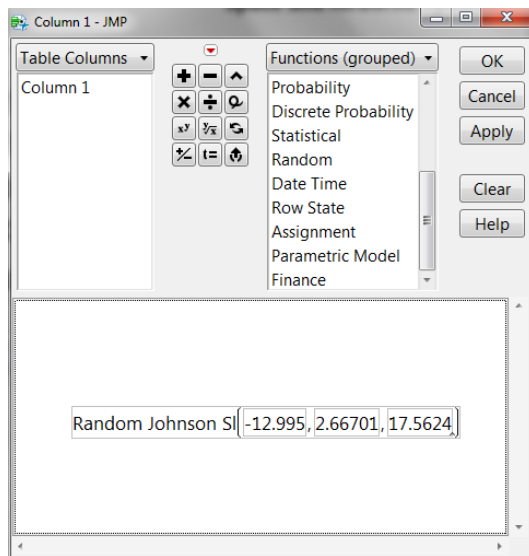 Column 1 - JMP
Table Columns
Column 1
xʸ
ʸ√x
t=
Functions (grouped)
Probability
Discrete Probability
Statistical
Random
Date Time
Row State
Assignment
Parametric Model
Finance
OK
Cancel
Apply
Clear
Help
Random Johnson Sl(-12.995, 2.66701, 17.5624)